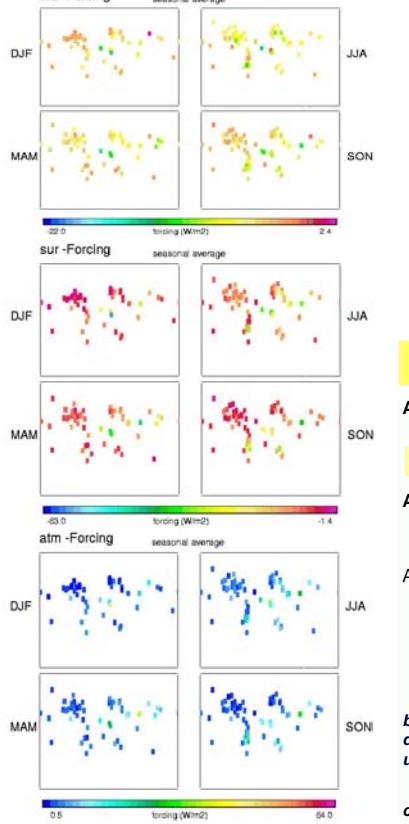 seasonal average
DJF
JJA
MAM
SON
-22.0 forcing (W/m2) 2.4
sur -Forcing seasonal average
DJF
JJA
MAM
SON
-63.0 forcing (W/m2) -1.4
atm -Forcing seasonal average
DJF
JJA
MAM
SON
0.5 forcing (W/m2) 64.0